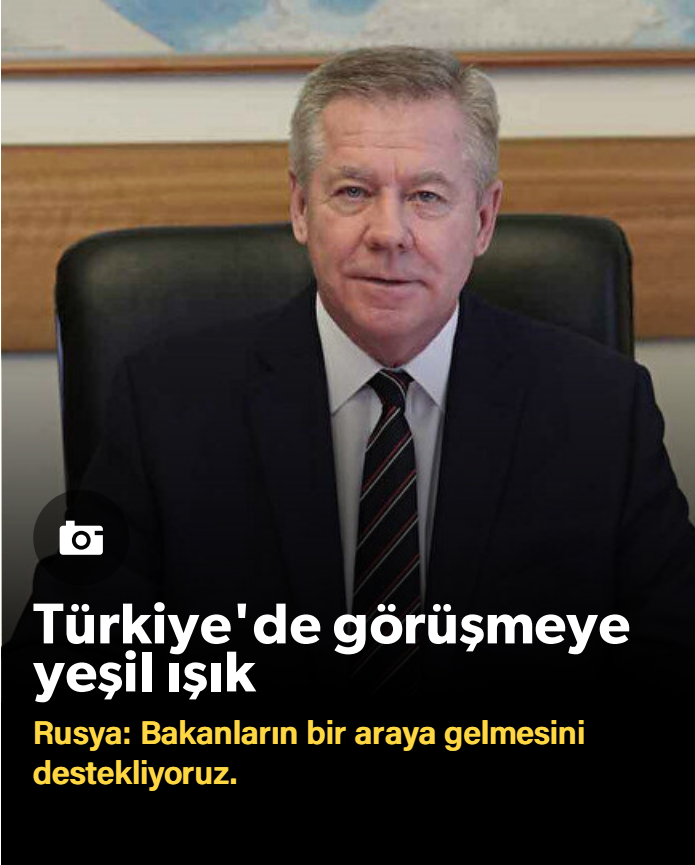 Türkiye'de görüşmeye
yeşil ışık
Rusya: Bakanların bir araya gelmesini
destekliyoruz.